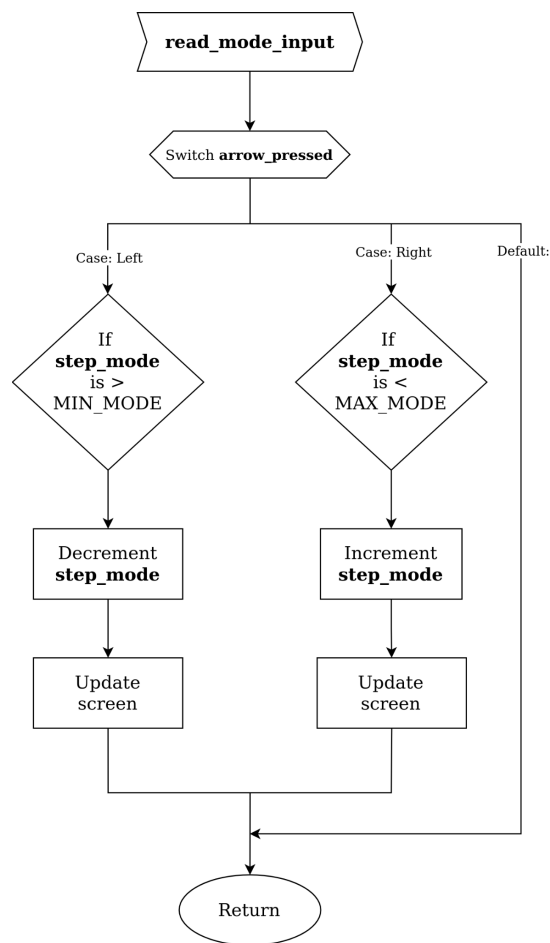 read_mode_input
Switch arrow_pressed
Case: Left
Case: Right
Default:
If
step_mode
is >
MIN_MODE
If
step_mode
is <
MAX_MODE
Decrement
step_mode
Increment
step_mode
Update
screen
Update
screen
Return